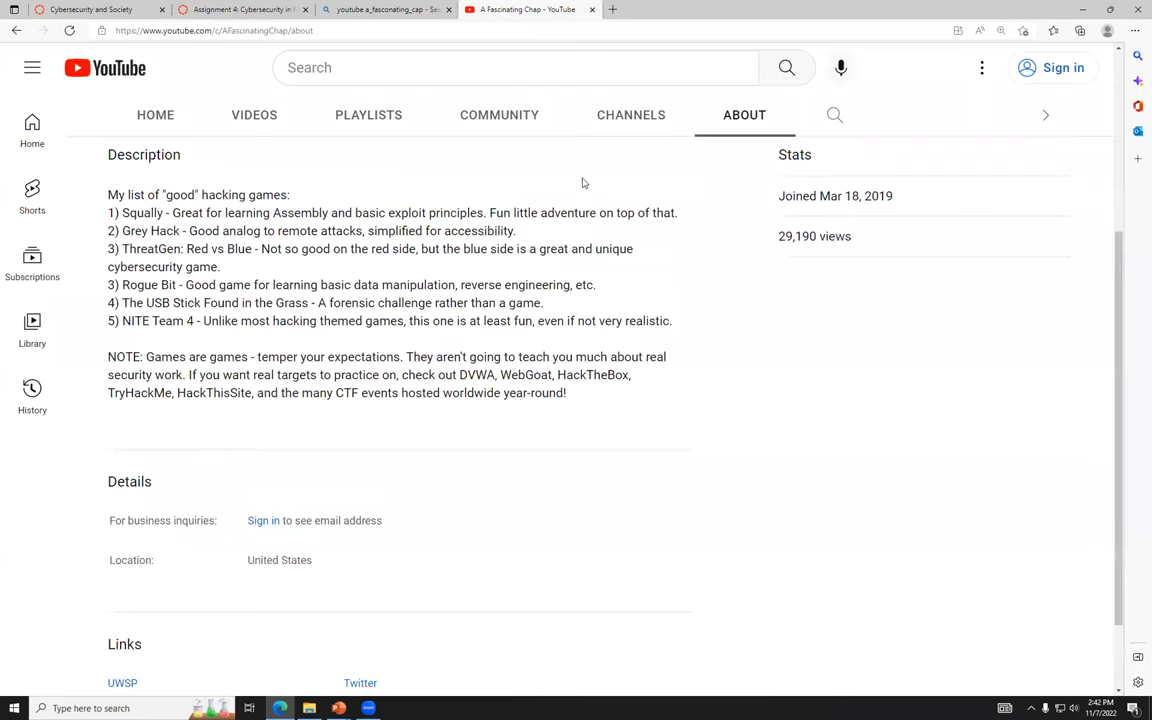 Cybersecurity and Society
Assignment 4: Cybersecurity in
youtube a_fasconating_cap - Sea
A Fascinating Chap - YouTube
https://www.youtube.com/c/AFascinatingChap/about
YouTube
Search
Sign in
HOME
VIDEOS
PLAYLISTS
COMMUNITY
CHANNELS
ABOUT
Home
Shorts
Subscriptions
Library
History
Description
My list of "good" hacking games:
1) Squally - Great for learning Assembly and basic exploit principles. Fun little adventure on top of that.
2) Grey Hack - Good analog to remote attacks, simplified for accessibility.
3) ThreatGen: Red vs Blue - Not so good on the red side, but the blue side is a great and unique
cybersecurity game.
3) Rogue Bit - Good game for learning basic data manipulation, reverse engineering, etc.
4) The USB Stick Found in the Grass - A forensic challenge rather than a game.
5) NITE Team 4 - Unlike most hacking themed games, this one is at least fun, even if not very realistic.
NOTE: Games are games - temper your expectations. They aren't going to teach you much about real
security work. If you want real targets to practice on, check out DVWA, WebGoat, HackTheBox,
TryHackMe, HackThisSite, and the many CTF events hosted worldwide year-round!
Stats
Joined Mar 18, 2019
29,190 views
Details
For business inquiries:
Sign in to see email address
Location:
United States
Links
UWSP
Twitter
Type here to search
2:42 PM
11/7/2022